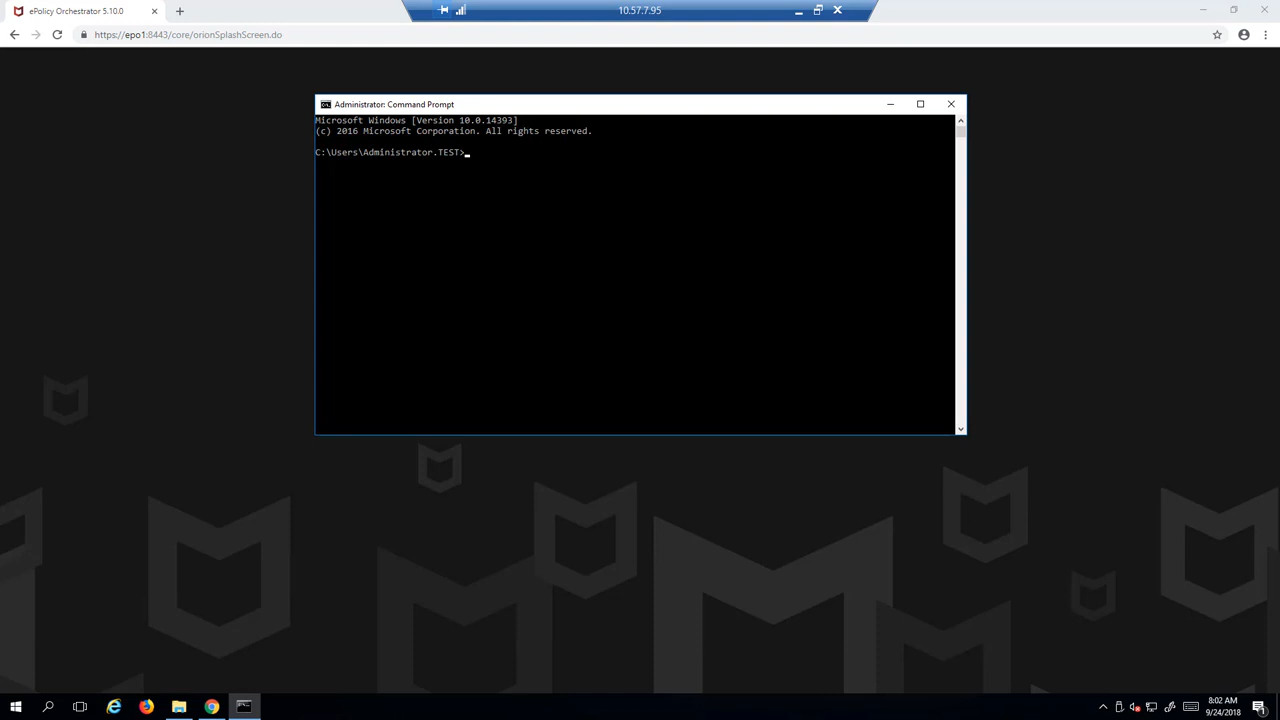 ePolicy Orchestrator 5.10.0
10.57.7.95
https://epo1:8443/core/orionSplashScreen.do
Administrator: Command Prompt
Microsoft Windows [Version 10.0.14393]
(c) 2016 Microsoft Corporation. All rights reserved.
C:\Users\Administrator.TEST>
8:02 AM
9/24/2018
1